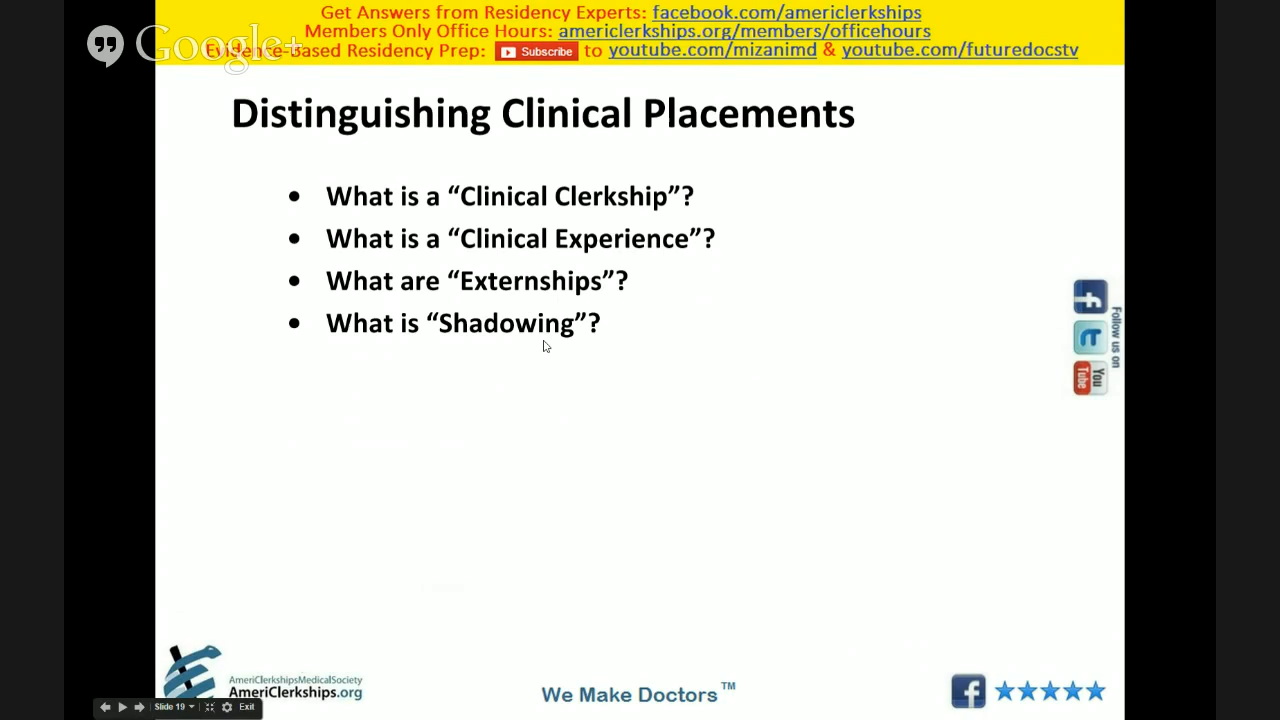 Get Answers from Residency Experts: facebook.com/americlerkships
Members Only Office Hours: americlerkships.org/members/officehours
Google+
Evidence-Based Residency Prep: Subscribe to youtube.com/mizanimd & youtube.com/futuredocstv
Distinguishing Clinical Placements
• What is a “Clinical Clerkship”?
• What is a “Clinical Experience”?
• What are “Externships”?
• What is “Shadowing”?
Follow us on
You
Tube
AmeriClerkshipsMedicalSociety
AmeriClerkships.org
We Make Doctors™
Slide 19
Exit